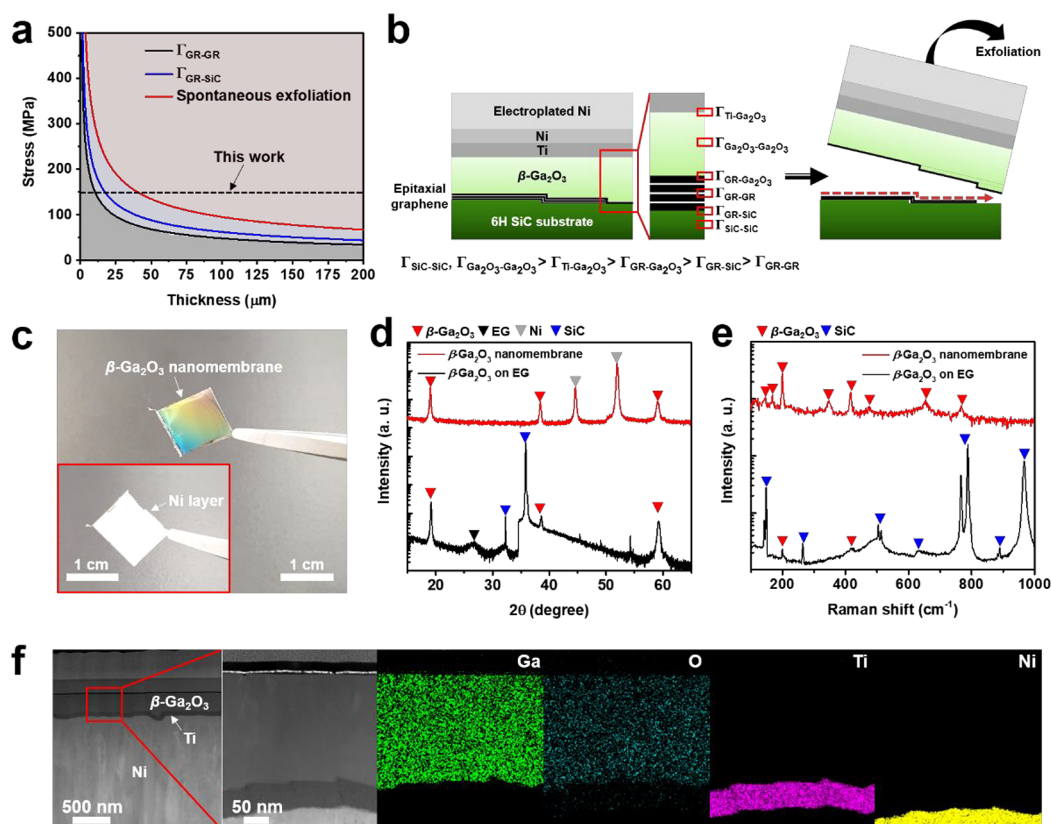 a
500
400
300
200
100
0
Stress (MPa)
ΓGR-GR
ΓGR-SiC
Spontaneous exfoliation
This work
0 25 50 75 100 125 150 175 200
Thickness (μm)
b
Exfoliation
Electroplated Ni
Ni
Ti
β-Ga₂O₃
Epitaxial
graphene
6H SiC substrate
ΓTi-Ga₂O₃
ΓGa₂O₃-Ga₂O₃
ΓGR-Ga₂O₃
ΓGR-GR
ΓGR-SiC
ΓSiC-SiC
ΓSiC-SiC, ΓGa₂O₃-Ga₂O₃ > ΓTi-Ga₂O₃ > ΓGR-Ga₂O₃ > ΓGR-SiC > ΓGR-GR
c
β-Ga₂O₃ nanomembrane
Ni layer
1 cm
1 cm
d
β-Ga₂O₃ EG Ni SiC
β-Ga₂O₃ nanomembrane
β-Ga₂O₃ on EG
Intensity (a. u.)
20 30 40 50 60
2θ (degree)
e
β-Ga₂O₃ SiC
β-Ga₂O₃ nanomembrane
β-Ga₂O₃ on EG
Intensity (a. u.)
200 400 600 800 1000
Raman shift (cm⁻¹)
f
β-Ga₂O₃
Ti
Ni
500 nm
50 nm
Ga
O
Ti
Ni